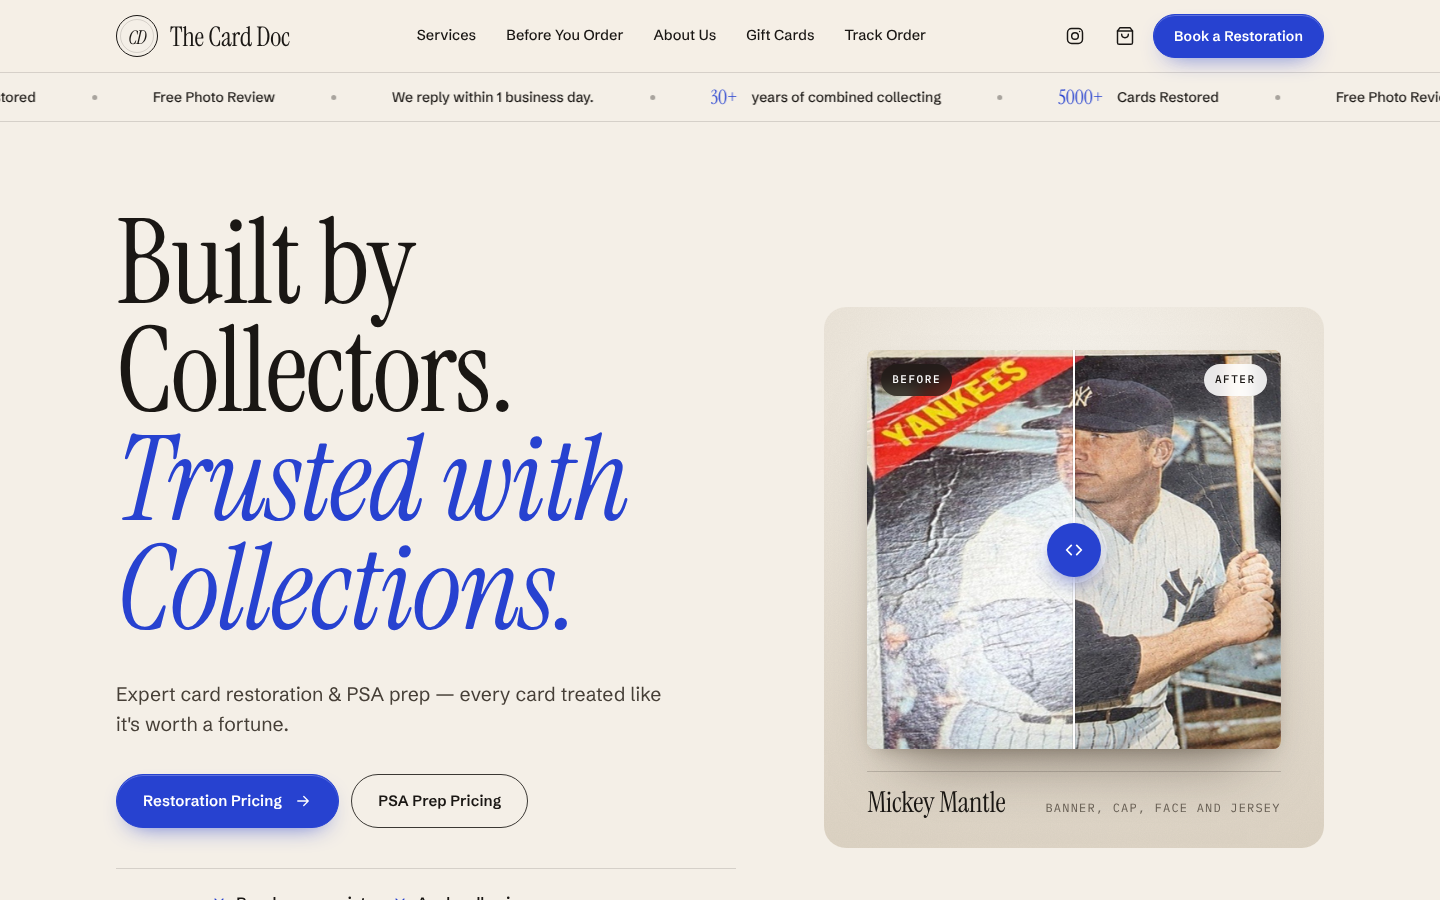 CD The Card Doc Services Before You Order About Us Gift Cards Track Order Book a Restoration
tored Free Photo Review We reply within 1 business day. 30+ years of combined collecting 5000+ Cards Restored Free Photo Revi
Built by
Collectors.
Trusted with
Collections.
Expert card restoration & PSA prep — every card treated like
it's worth a fortune.
Restoration Pricing
PSA Prep Pricing
BEFORE
AFTER
YANKEES
NY
NY
Mickey Mantle
BANNER, CAP, FACE AND JERSEY